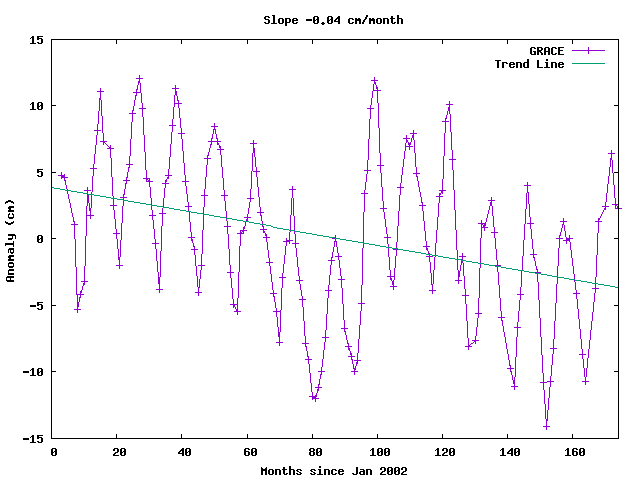 Slope -0.04 cm/month
15
10
5
0
-5
-10
-15
Anomaly (cm)
GRACE
Trend Line
0 20 40 60 80 100 120 140 160
Months since Jan 2002